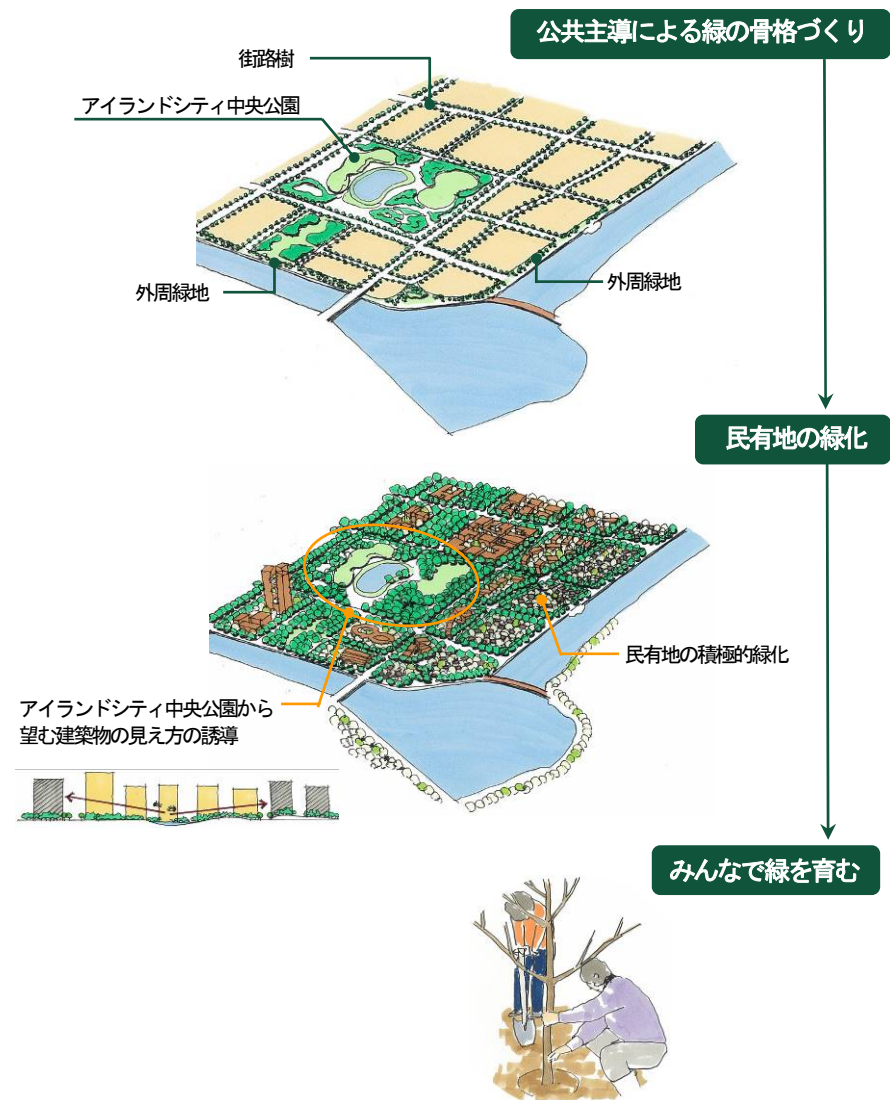 公共主導による緑の骨格づくり
街路樹
アイランドシティ中央公園
外周緑地
外周緑地
民有地の緑化
民有地の積極的緑化
アイランドシティ中央公園から
望む建築物の見え方の誘導
みんなで緑を育む